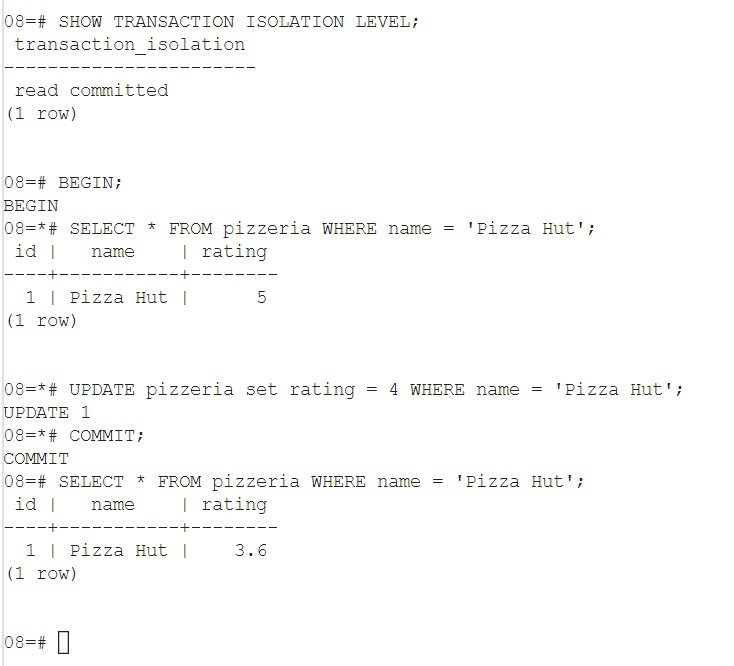 08=# SHOW TRANSACTION ISOLATION LEVEL;
 transaction_isolation
-----------------------
 read committed
(1 row)
08=# BEGIN;
BEGIN
08=*# SELECT * FROM pizzeria WHERE name = 'Pizza Hut';
 id |   name    | rating
----+-----------+--------
  1 | Pizza Hut |      5
(1 row)
08=*# UPDATE pizzeria set rating = 4 WHERE name = 'Pizza Hut';
UPDATE 1
08=*# COMMIT;
COMMIT
08=# SELECT * FROM pizzeria WHERE name = 'Pizza Hut';
 id |   name    | rating
----+-----------+--------
  1 | Pizza Hut |    3.6
(1 row)
08=#